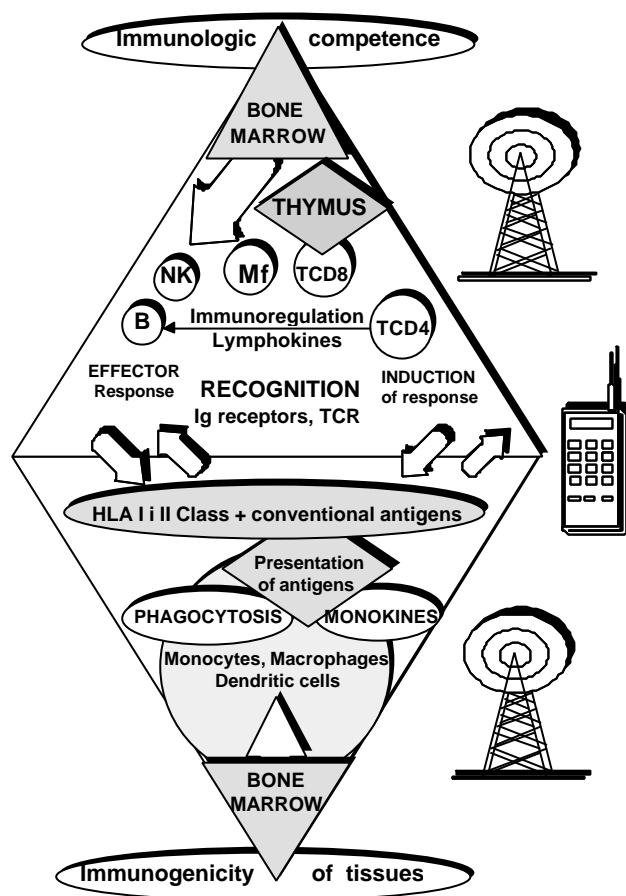 Immunologic competence
BONE
MARROW
THYMUS
NK
Mf
TCD8
B
Immunoregulation
Lymphokines
TCD4
EFFECTOR
Response
RECOGNITION
Ig receptors, TCR
INDUCTION
of response
HLA I i II Class + conventional antigens
Presentation
of antigens
PHAGOCYTOSIS
MONOKINES
Monocytes, Macrophages
Dendritic cells
BONE
MARROW
Immunogenicity of tissues